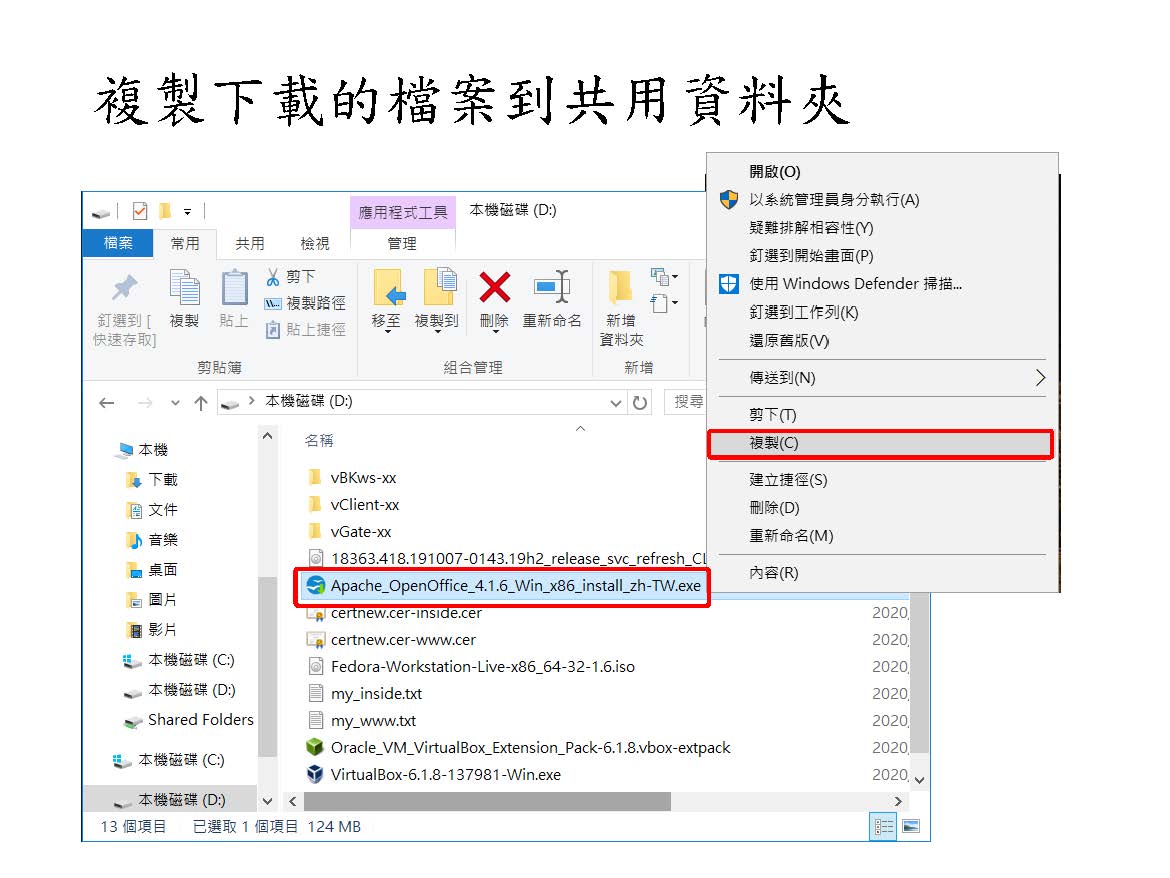 複製下載的檔案到共用資料夾
應用程式工具
本機磁碟 (D:)
檔案
常用
共用
檢視
管理
釘選到 [
快速存取]
複製
貼上
剪下
複製路徑
貼上捷徑
剪貼簿
移至
複製到
刪除
重新命名
組合管理
新增
資料夾
新增
本機磁碟 (D:)
搜尋
本機
下載
文件
音樂
桌面
圖片
影片
本機磁碟 (C:)
本機磁碟 (D:)
Shared Folders
本機磁碟 (C:)
本機磁碟 (D:)
名稱
vBKws-xx
vClient-xx
vGate-xx
18363.418.191007-0143.19h2_release_svc_refresh_CL
Apache_OpenOffice_4.1.6_Win_x86_install_zh-TW.exe
certnew.cer-inside.cer 2020
certnew.cer-www.cer 2020
Fedora-Workstation-Live-x86_64-32-1.6.iso 2020
my_inside.txt 2020
my_www.txt 2020
Oracle_VM_VirtualBox_Extension_Pack-6.1.8.vbox-extpack 2020
VirtualBox-6.1.8-137981-Win.exe 2020
13 個項目 已選取 1 個項目 124 MB
開啟(O)
以系統管理員身分執行(A)
疑難排解相容性(Y)
釘選到開始畫面(P)
使用 Windows Defender 掃描...
釘選到工作列(K)
還原舊版(V)
傳送到(N)
剪下(T)
複製(C)
建立捷徑(S)
刪除(D)
重新命名(M)
內容(R)